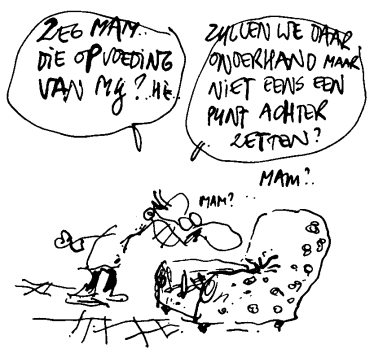 ZEG MAM..
DIE OPVOEDING
VAN MIJ? HÈ..
ZULLEN WE DAAR
ONDERHAND MAAR
NIET EENS EEN
PUNT ACHTER
ZETTEN?
MAM?..
MAM?..